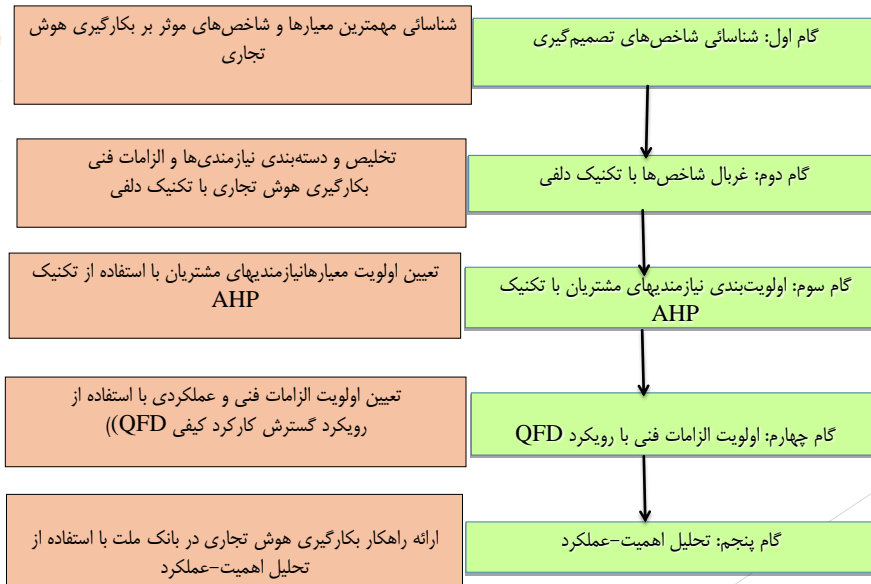 گام اول: شناسائی شاخص‌های تصمیم‌گیری
شناسائی مهمترین معیارها و شاخص‌های موثر بر بکارگیری هوش
تجاری
گام دوم: غربال شاخص‌ها با تکنیک دلفی
تخلیص و دسته‌بندی نیازمندی‌ها و الزامات فنی
بکارگیری هوش تجاری با تکنیک دلفی
گام سوم: اولویت‌بندی نیازمندیهای مشتریان با تکنیک
AHP
تعیین اولویت معیارهانیازمندیهای مشتریان با استفاده از تکنیک
AHP
گام چهارم: اولویت الزامات فنی با رویکرد QFD
تعیین اولویت الزامات فنی و عملکردی با استفاده از
رویکرد گسترش کارکرد کیفی QFD))
گام پنجم: تحلیل اهمیت-عملکرد
ارائه راهکار بکارگیری هوش تجاری در بانک ملت با استفاده از
تحلیل اهمیت-عملکرد